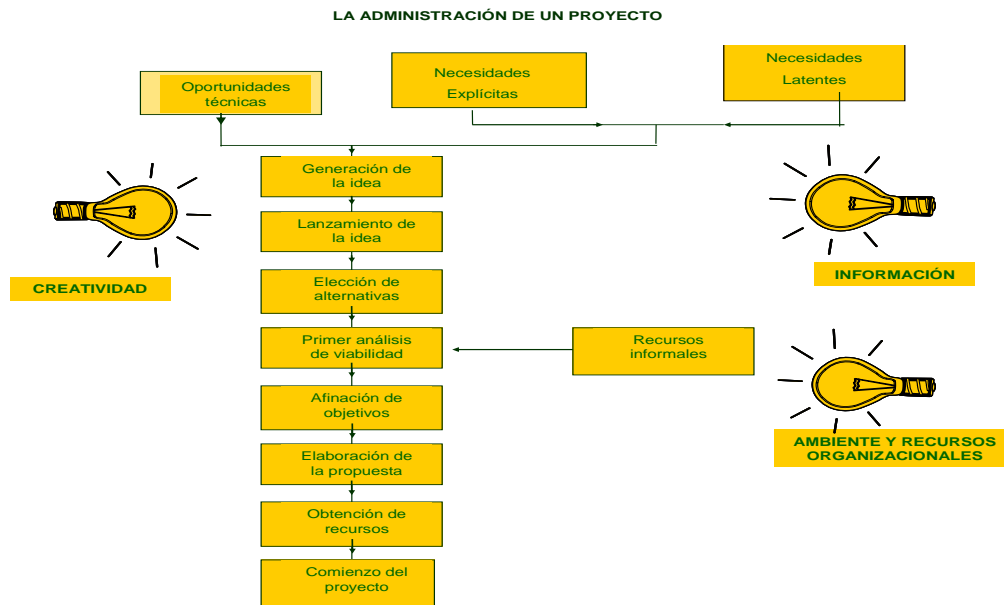 LA ADMINISTRACIÓN DE UN PROYECTO
Oportunidades
técnicas
Necesidades
Explícitas
Necesidades
Latentes
Generación de
la idea
Lanzamiento de
la idea
CREATIVIDAD
INFORMACIÓN
Elección de
alternativas
Primer análisis
de viabilidad
Recursos
informales
Afinación de
objetivos
AMBIENTE Y RECURSOS
ORGANIZACIONALES
Elaboración de
la propuesta
Obtención de
recursos
Comienzo del
proyecto